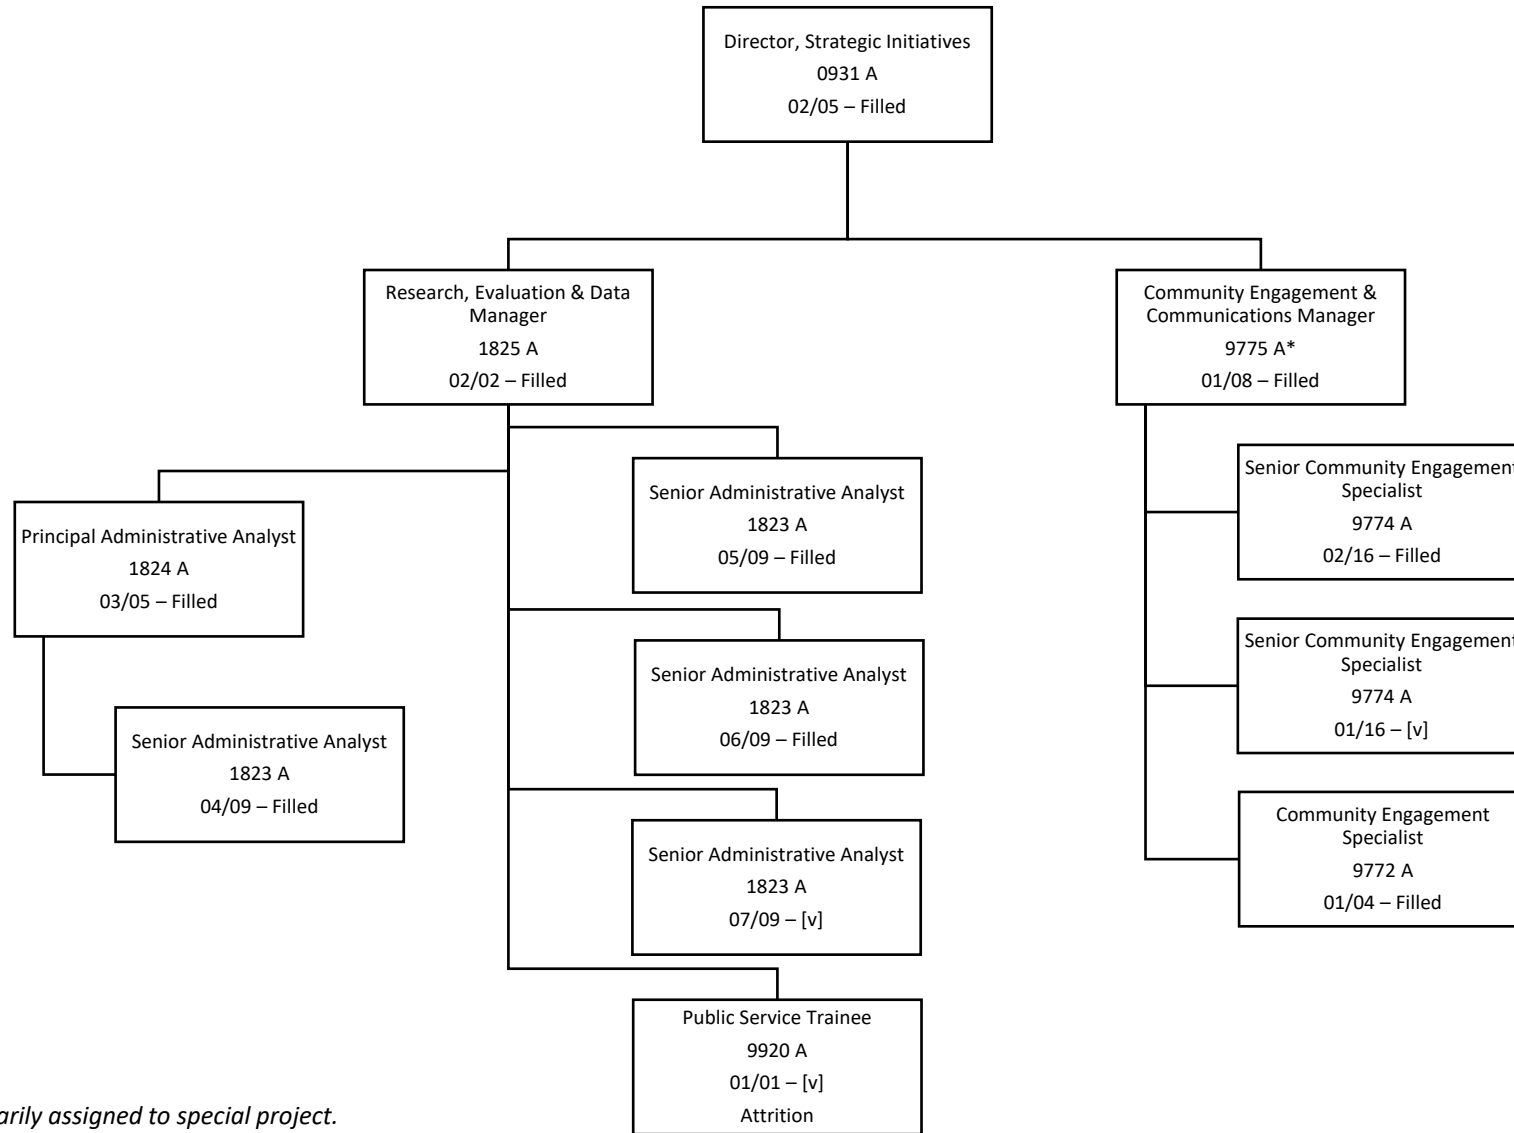 Director, Strategic Initiatives
0931 A
02/05 – Filled
Research, Evaluation & Data
Manager
1825 A
02/02 – Filled
Community Engagement &
Communications Manager
9775 A*
01/08 – Filled
Principal Administrative Analyst
1824 A
03/05 – Filled
Senior Administrative Analyst
1823 A
04/09 – Filled
Senior Administrative Analyst
1823 A
05/09 – Filled
Senior Administrative Analyst
1823 A
06/09 – Filled
Senior Administrative Analyst
1823 A
07/09 – [v]
Public Service Trainee
9920 A
01/01 – [v]
Attrition
Senior Community Engagement
Specialist
9774 A
02/16 – Filled
Senior Community Engagement
Specialist
9774 A
01/16 – [v]
Community Engagement
Specialist
9772 A
01/04 – Filled
assigned to special project.